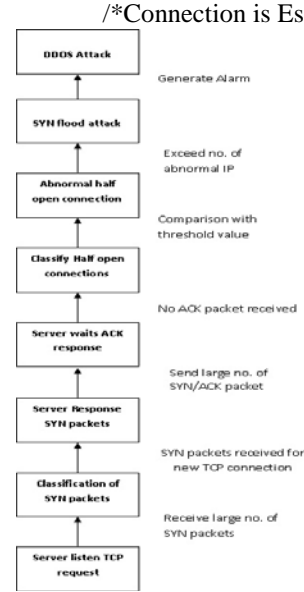 /*Connection is Es
DDOS Attack
Generate Alarm
SYN flood attack
Exceed no. of
abnormal IP
Abnormal half
open connection
Comparison with
threshold value
Classify Half open
connections
No ACK packet received
Server waits ACK
response
Send large no. of
SYN/ACK packet
Server Response
SYN packets
SYN packets received for
new TCP connection
Classification of
SYN packets
Receive large no. of
SYN packets
Server listen TCP
request